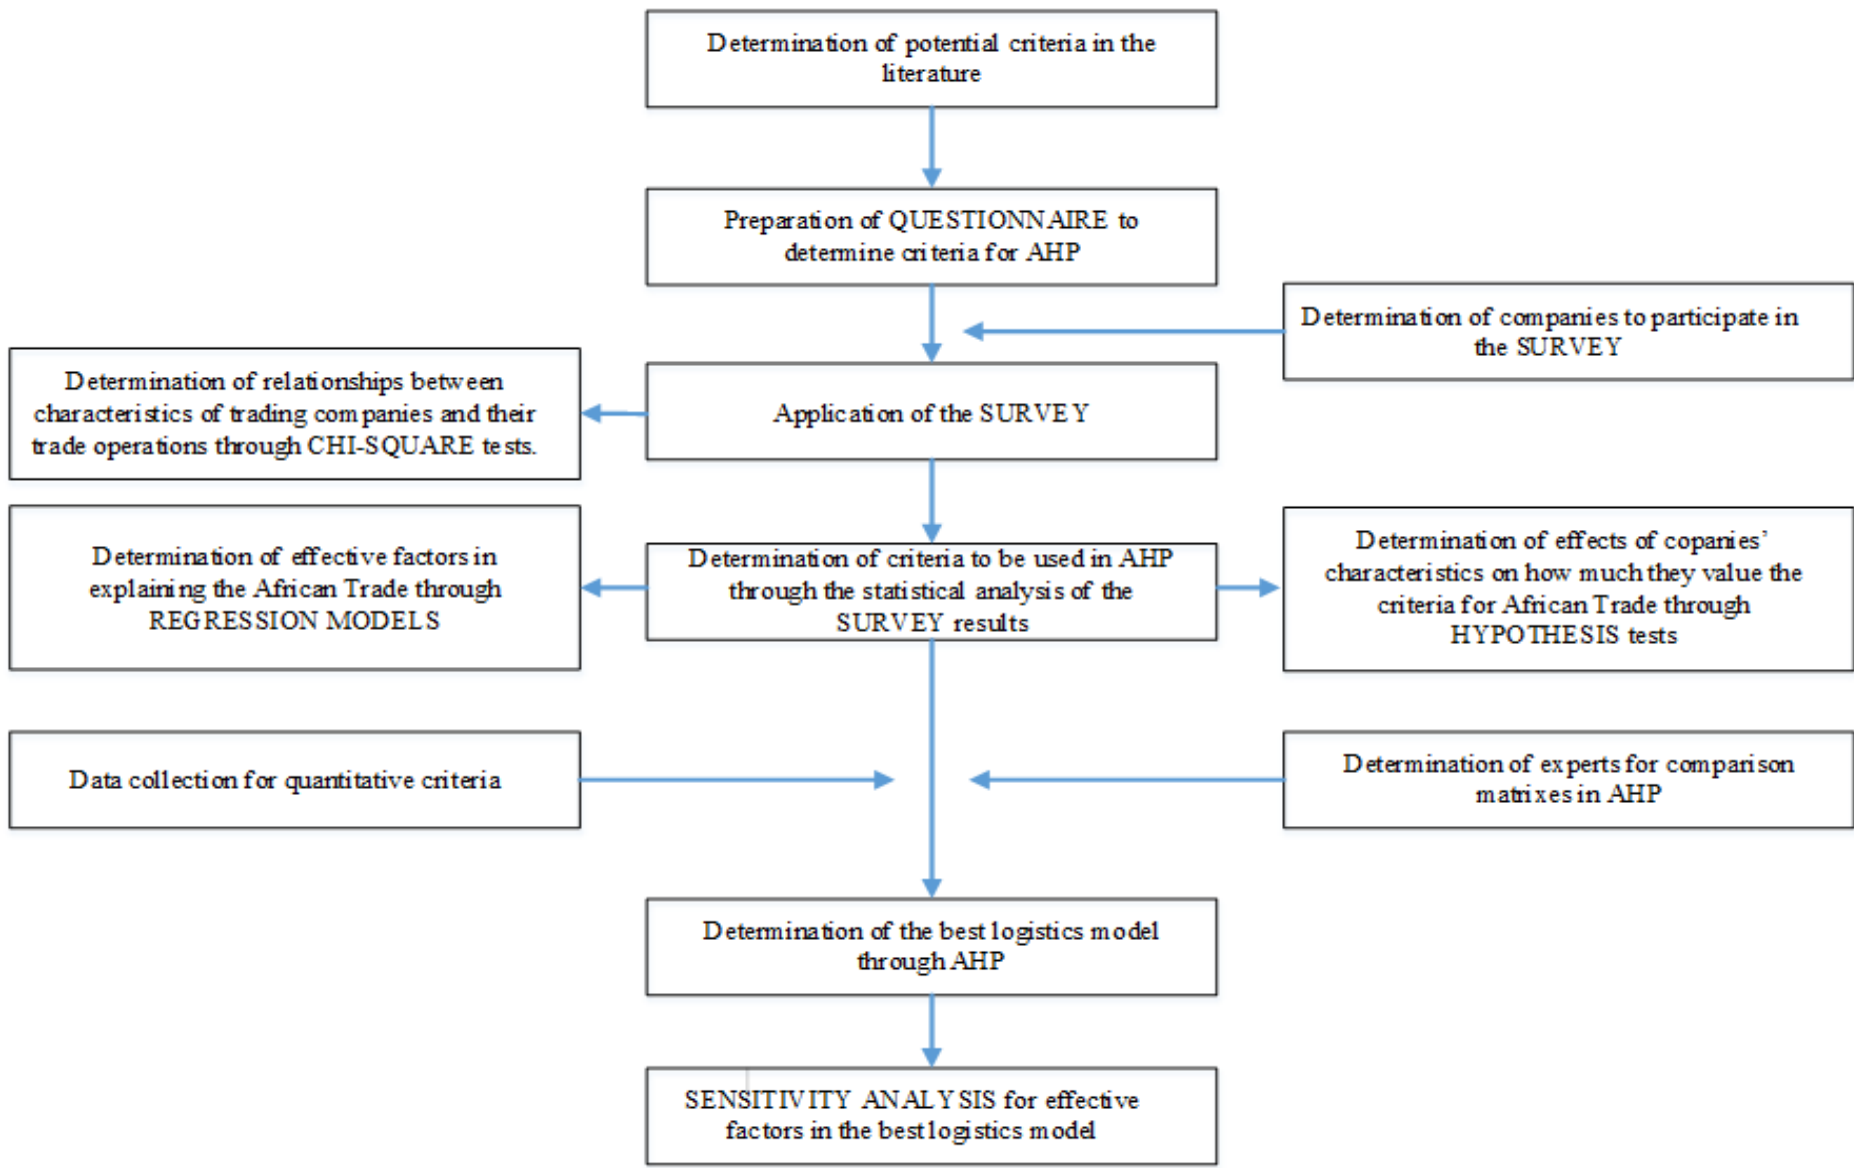 Determination of potential criteria in the
literature
Preparation of QUESTIONNAIRE to
determine criteria for AHP
Determination of companies to participate in
the SURVEY
Determination of relationships between
characteristics of trading companies and their
trade operations through CHI-SQUARE tests.
Application of the SURVEY
Determination of effective factors in
explaining the African Trade through
REGRESSION MODELS
Determination of criteria to be used in AHP
through the statistical analysis of the
SURVEY results
Determination of effects of copanies’
characteristics on how much they value the
criteria for African Trade through
HYPOTHESIS tests
Data collection for quantitative criteria
Determination of experts for comparison
matrixes in AHP
Determination of the best logistics model
through AHP
SENSITIVITY ANALYSIS for effective
factors in the best logistics model